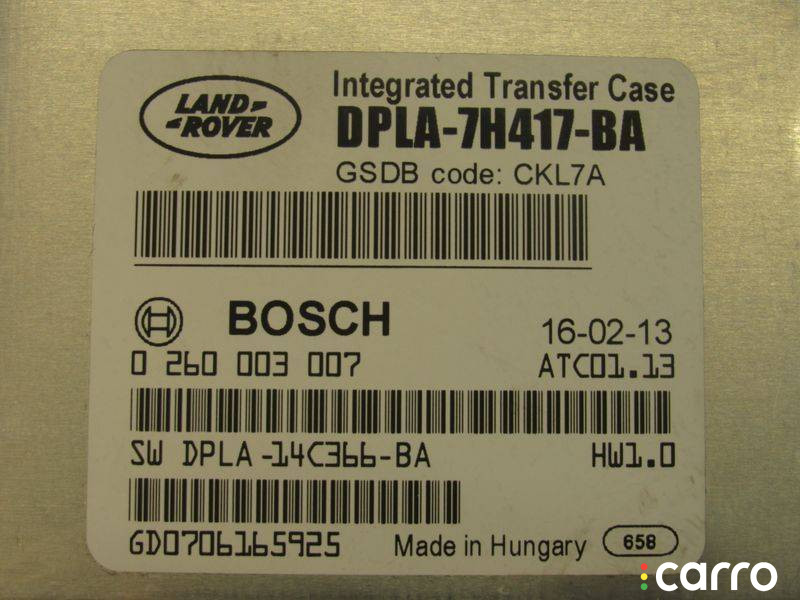 LAND-
-ROVER
Integrated Transfer Case
DPLA-7H417-BA
GSDB code: CKL7A
BOSCH
16-02-13
0 260 003 007
ATC01.13
SW DPLA-14C366-BA
HW1.0
GD0706165925
Made in Hungary
658
carro